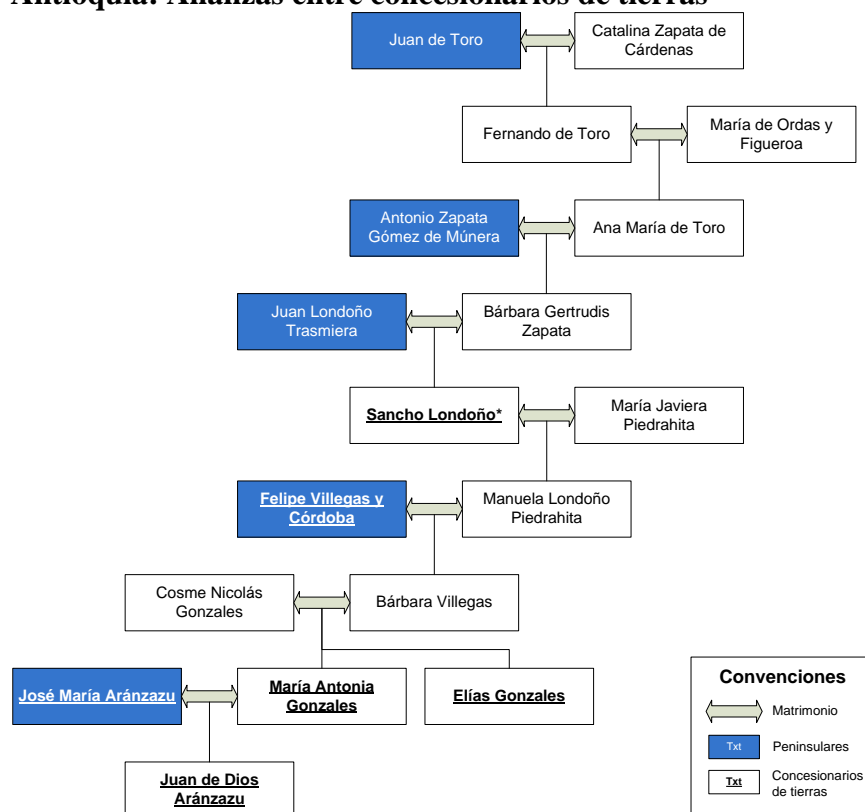 Antioquia: Alianzas entre concesionarios de tierras
Juan de Toro
Catalina Zapata de
Cárdenas
Fernando de Toro
María de Ordas y
Figueroa
Antonio Zapata
Gómez de Múnera
Ana María de Toro
Juan Londoño
Trasmiera
Bárbara Gertrudis
Zapata
Sancho Londoño*
María Javiera
Piedrahita
Felipe Villegas y
Córdoba
Manuela Londoño
Piedrahita
Cosme Nicolás
Gonzales
Bárbara Villegas
José María Aránzazu
María Antonia
Gonzales
Elías Gonzales
Juan de Dios
Aránzazu
Convenciones
Matrimonio
Txt
Peninsulares
Txt
Concesionarios
de tierras